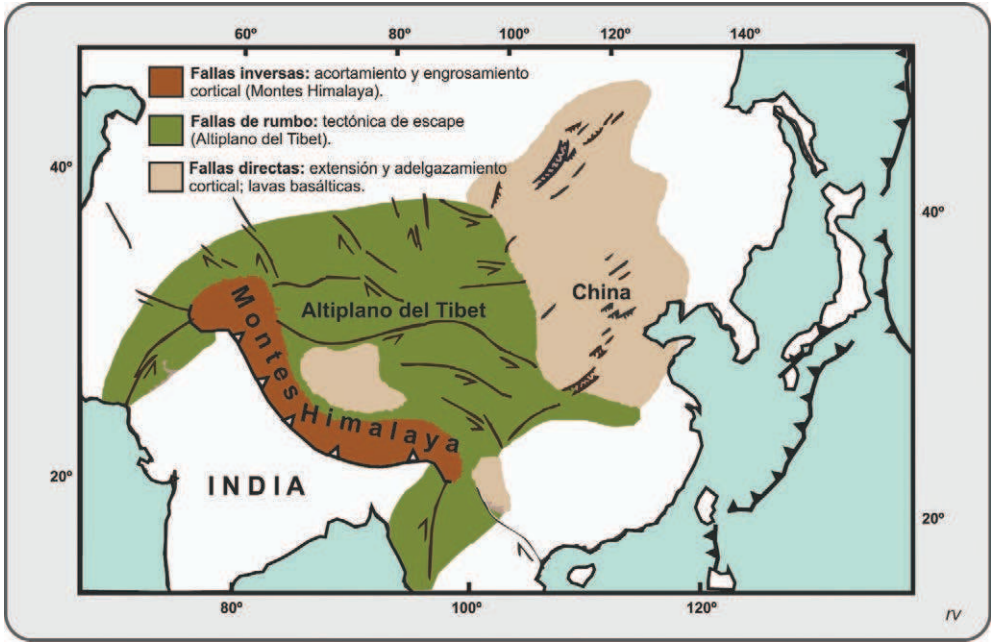 60º 80º 100º 120º 140º
Fallas inversas: acortamiento y engrosamiento
cortical (Montes Himalaya).
Fallas de rumbo: tectónica de escape
(Altiplano del Tibet).
Fallas directas: extensión y adelgazamiento
cortical; lavas basálticas.
40º
40º
Montes Himalaya
Altiplano del Tibet
China
INDIA
20º
20º
80º 100º 120º
rv